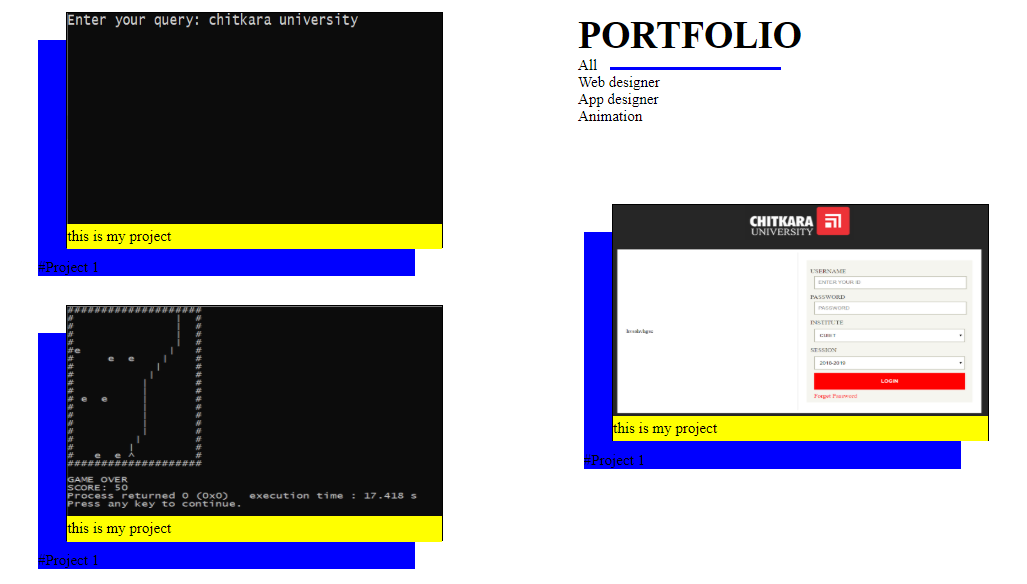 Enter your query: chitkara university
this is my project
#Project 1
PORTFOLIO
All
Web designer
App designer
Animation
CHITKARA
UNIVERSITY
USERNAME
ENTER YOUR ID
PASSWORD
PASSWORD
INSTITUTE
SESSION
2018-2019
LOGIN
Forgot Password
this is my project
#Project 1
####################
#e
e e
# e e
e e ^
####################
GAME OVER
SCORE: 50
Process returned 0 (0x0) execution time : 17.418 s
Press any key to continue.
this is my project
#Project 1